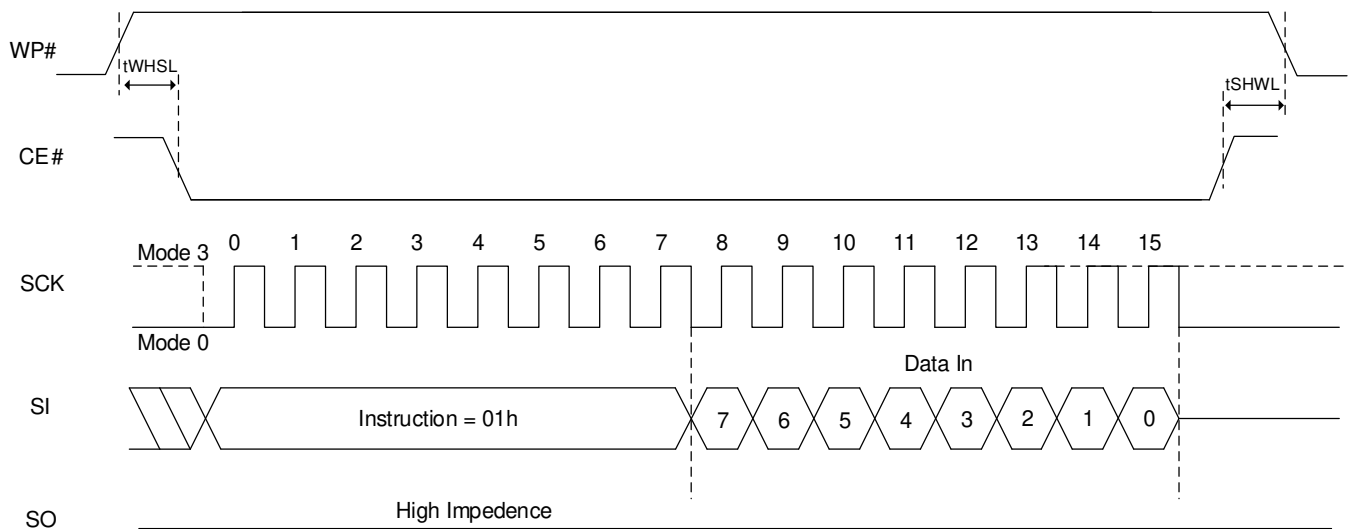 WP#
tWHSL
tSHWL
CE#
0 1 2 3 4 5 6 7 8 9 10 11 12 13 14 15
Mode 3
SCK
Mode 0
Data In
SI
Instruction = 01h
7 6 5 4 3 2 1 0
High Impedence
SO